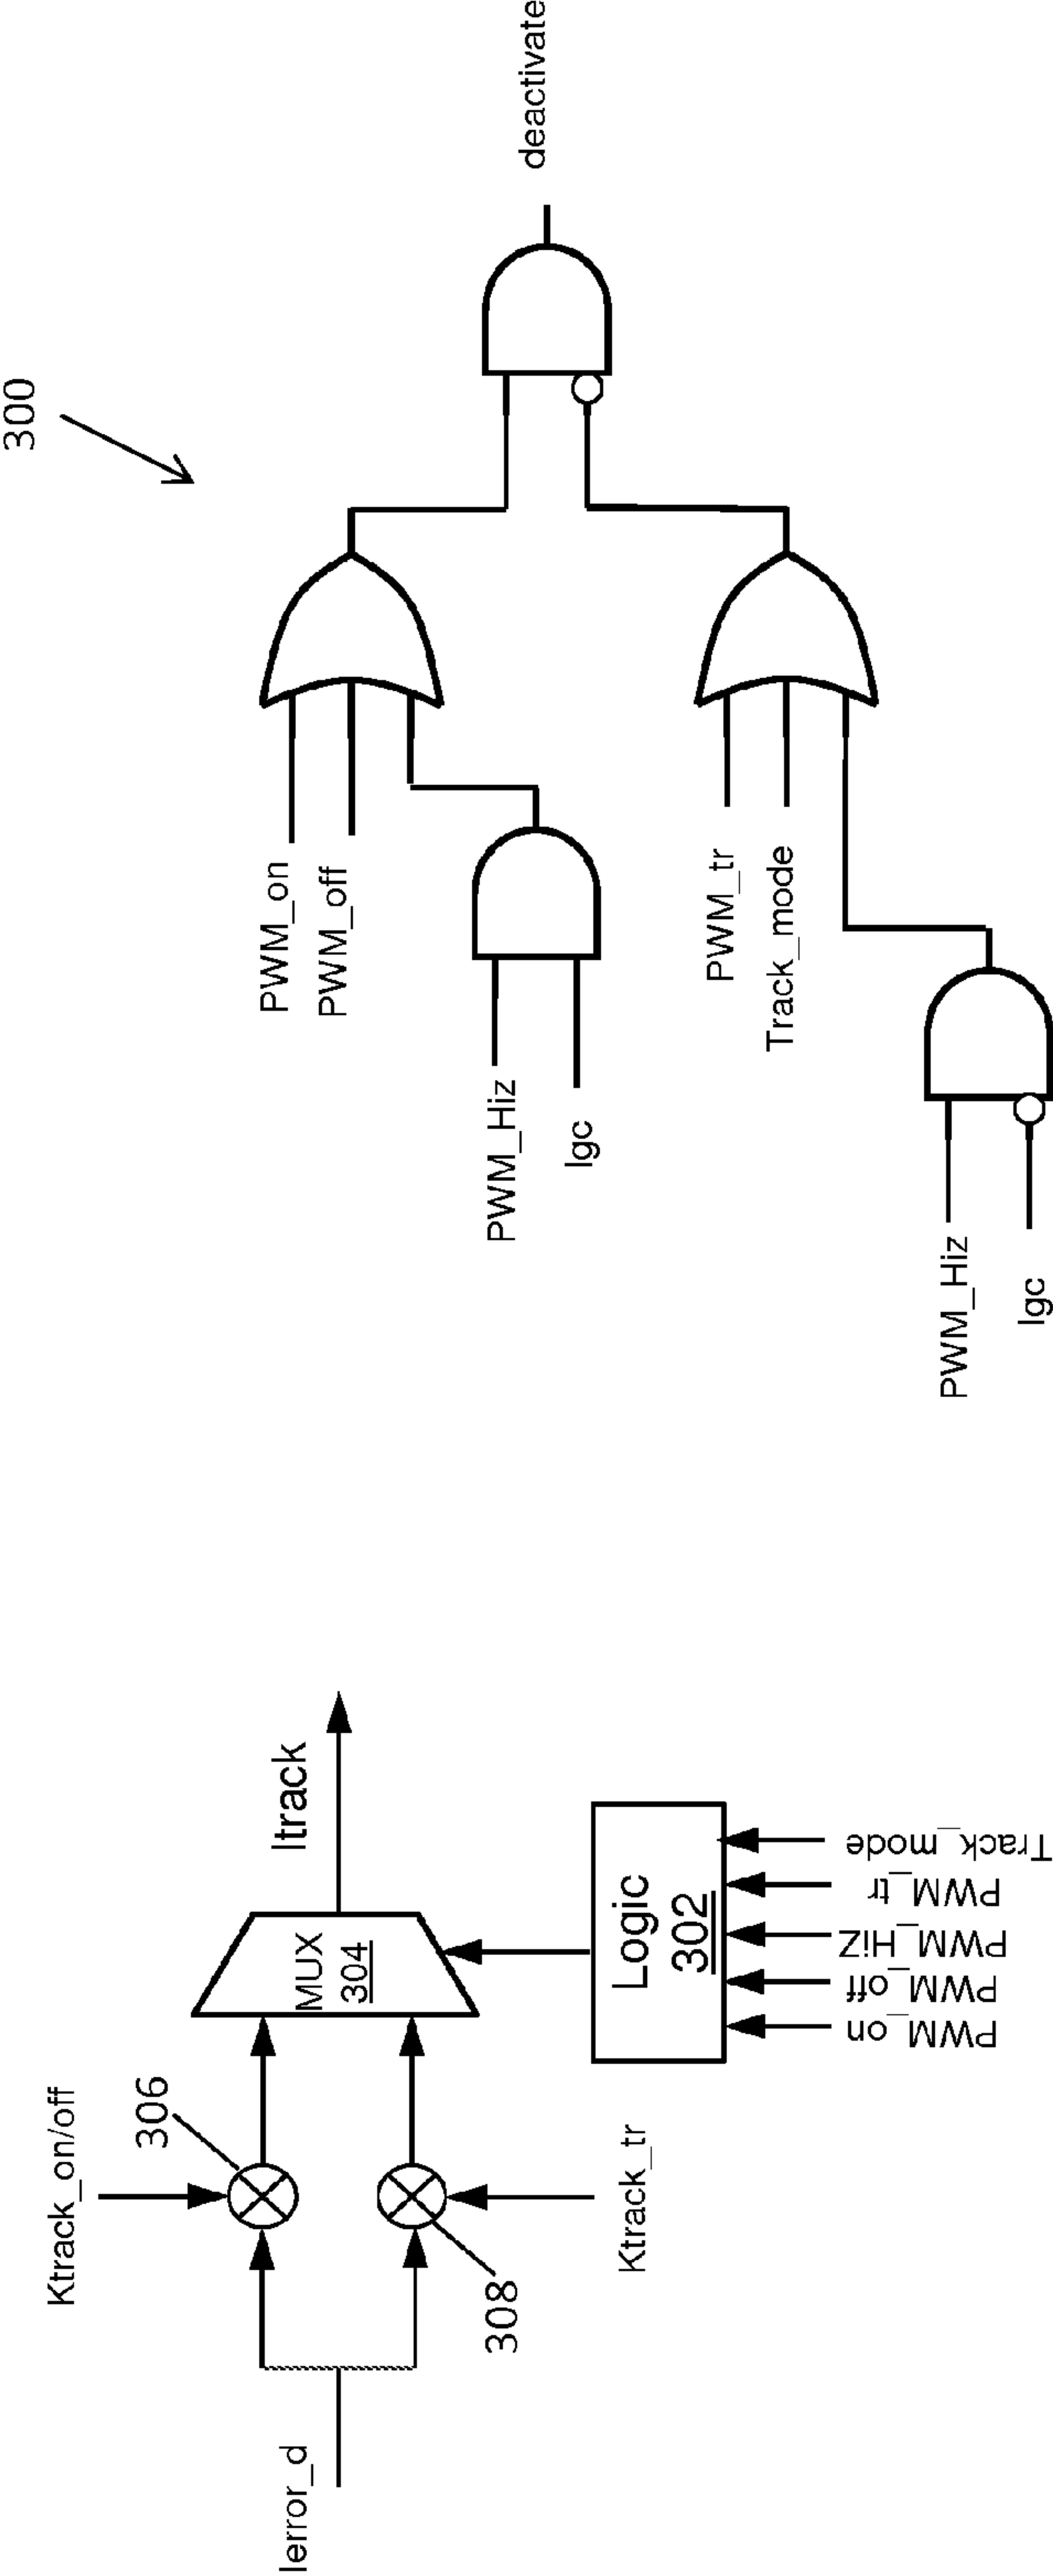 300
deactivate
PWM_on
PWM_off
PWM_Hiz
Igc
PWM_tr
Track_mode
PWM_Hiz
Igc
Ktrack_on/off
306
Ierror_d
308
Ktrack_tr
MUX
304
Itrack
Logic
302
PWM_on
PWM_off
PWM_HiZ
PWM_tr
Track_mode